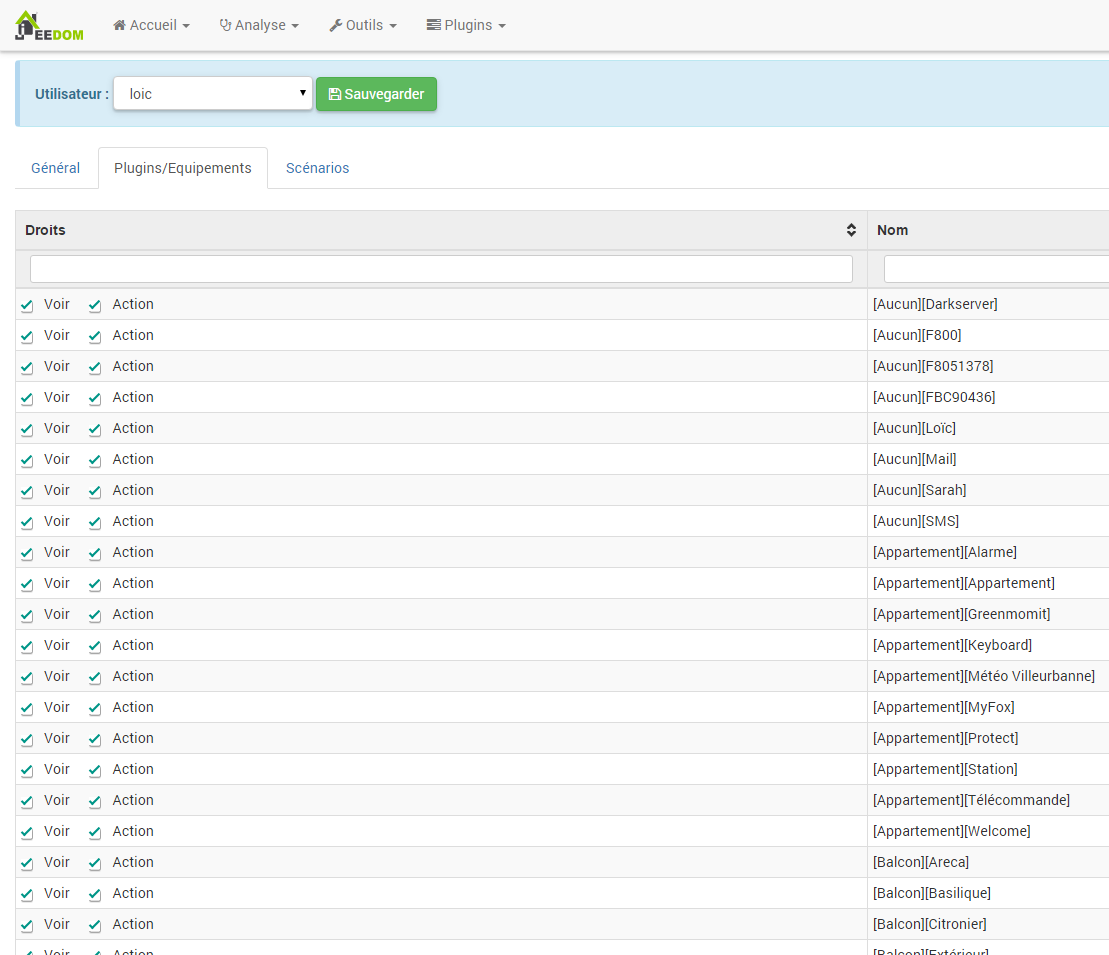 JEEDOM Accueil Analyse Outils Plugins
Utilisateur : loic Sauvegarder
Général Plugins/Equipements Scénarios
Droits Nom
Voir Action [Aucun][Darkserver]
Voir Action [Aucun][F800]
Voir Action [Aucun][F8051378]
Voir Action [Aucun][FBC90436]
Voir Action [Aucun][Loïc]
Voir Action [Aucun][Mail]
Voir Action [Aucun][Sarah]
Voir Action [Aucun][SMS]
Voir Action [Appartement][Alarme]
Voir Action [Appartement][Appartement]
Voir Action [Appartement][Greenmomit]
Voir Action [Appartement][Keyboard]
Voir Action [Appartement][Météo Villeurbanne]
Voir Action [Appartement][MyFox]
Voir Action [Appartement][Protect]
Voir Action [Appartement][Station]
Voir Action [Appartement][Télécommande]
Voir Action [Appartement][Welcome]
Voir Action [Balcon][Areca]
Voir Action [Balcon][Basilique]
Voir Action [Balcon][Citronier]
Voir Action [Balcon][Extérieur]